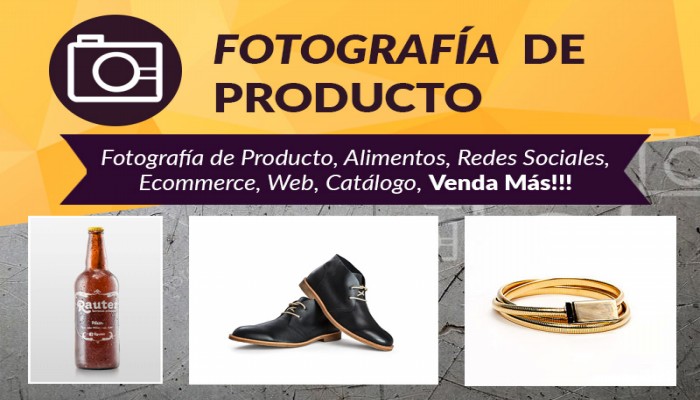 FOTOGRAFÍA DE
PRODUCTO
Fotografía de Producto, Alimentos, Redes Sociales,
Ecommerce, Web, Catálogo, Venda Más!!!
Rauter